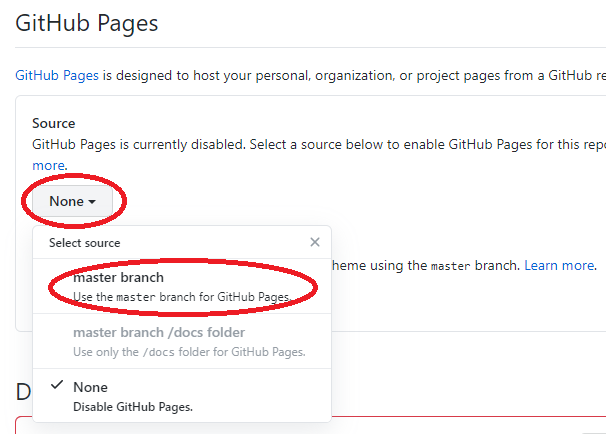 GitHub Pages
GitHub Pages is designed to host your personal, organization, or project pages from a GitHub re
Source
GitHub Pages is currently disabled. Select a source below to enable GitHub Pages for this repo
more.
None
Select source
master branch
heme using the master branch. Learn more.
Use the master branch for GitHub Pages.
master branch /docs folder
Use only the /docs folder for GitHub Pages.
None
D
Disable GitHub Pages.